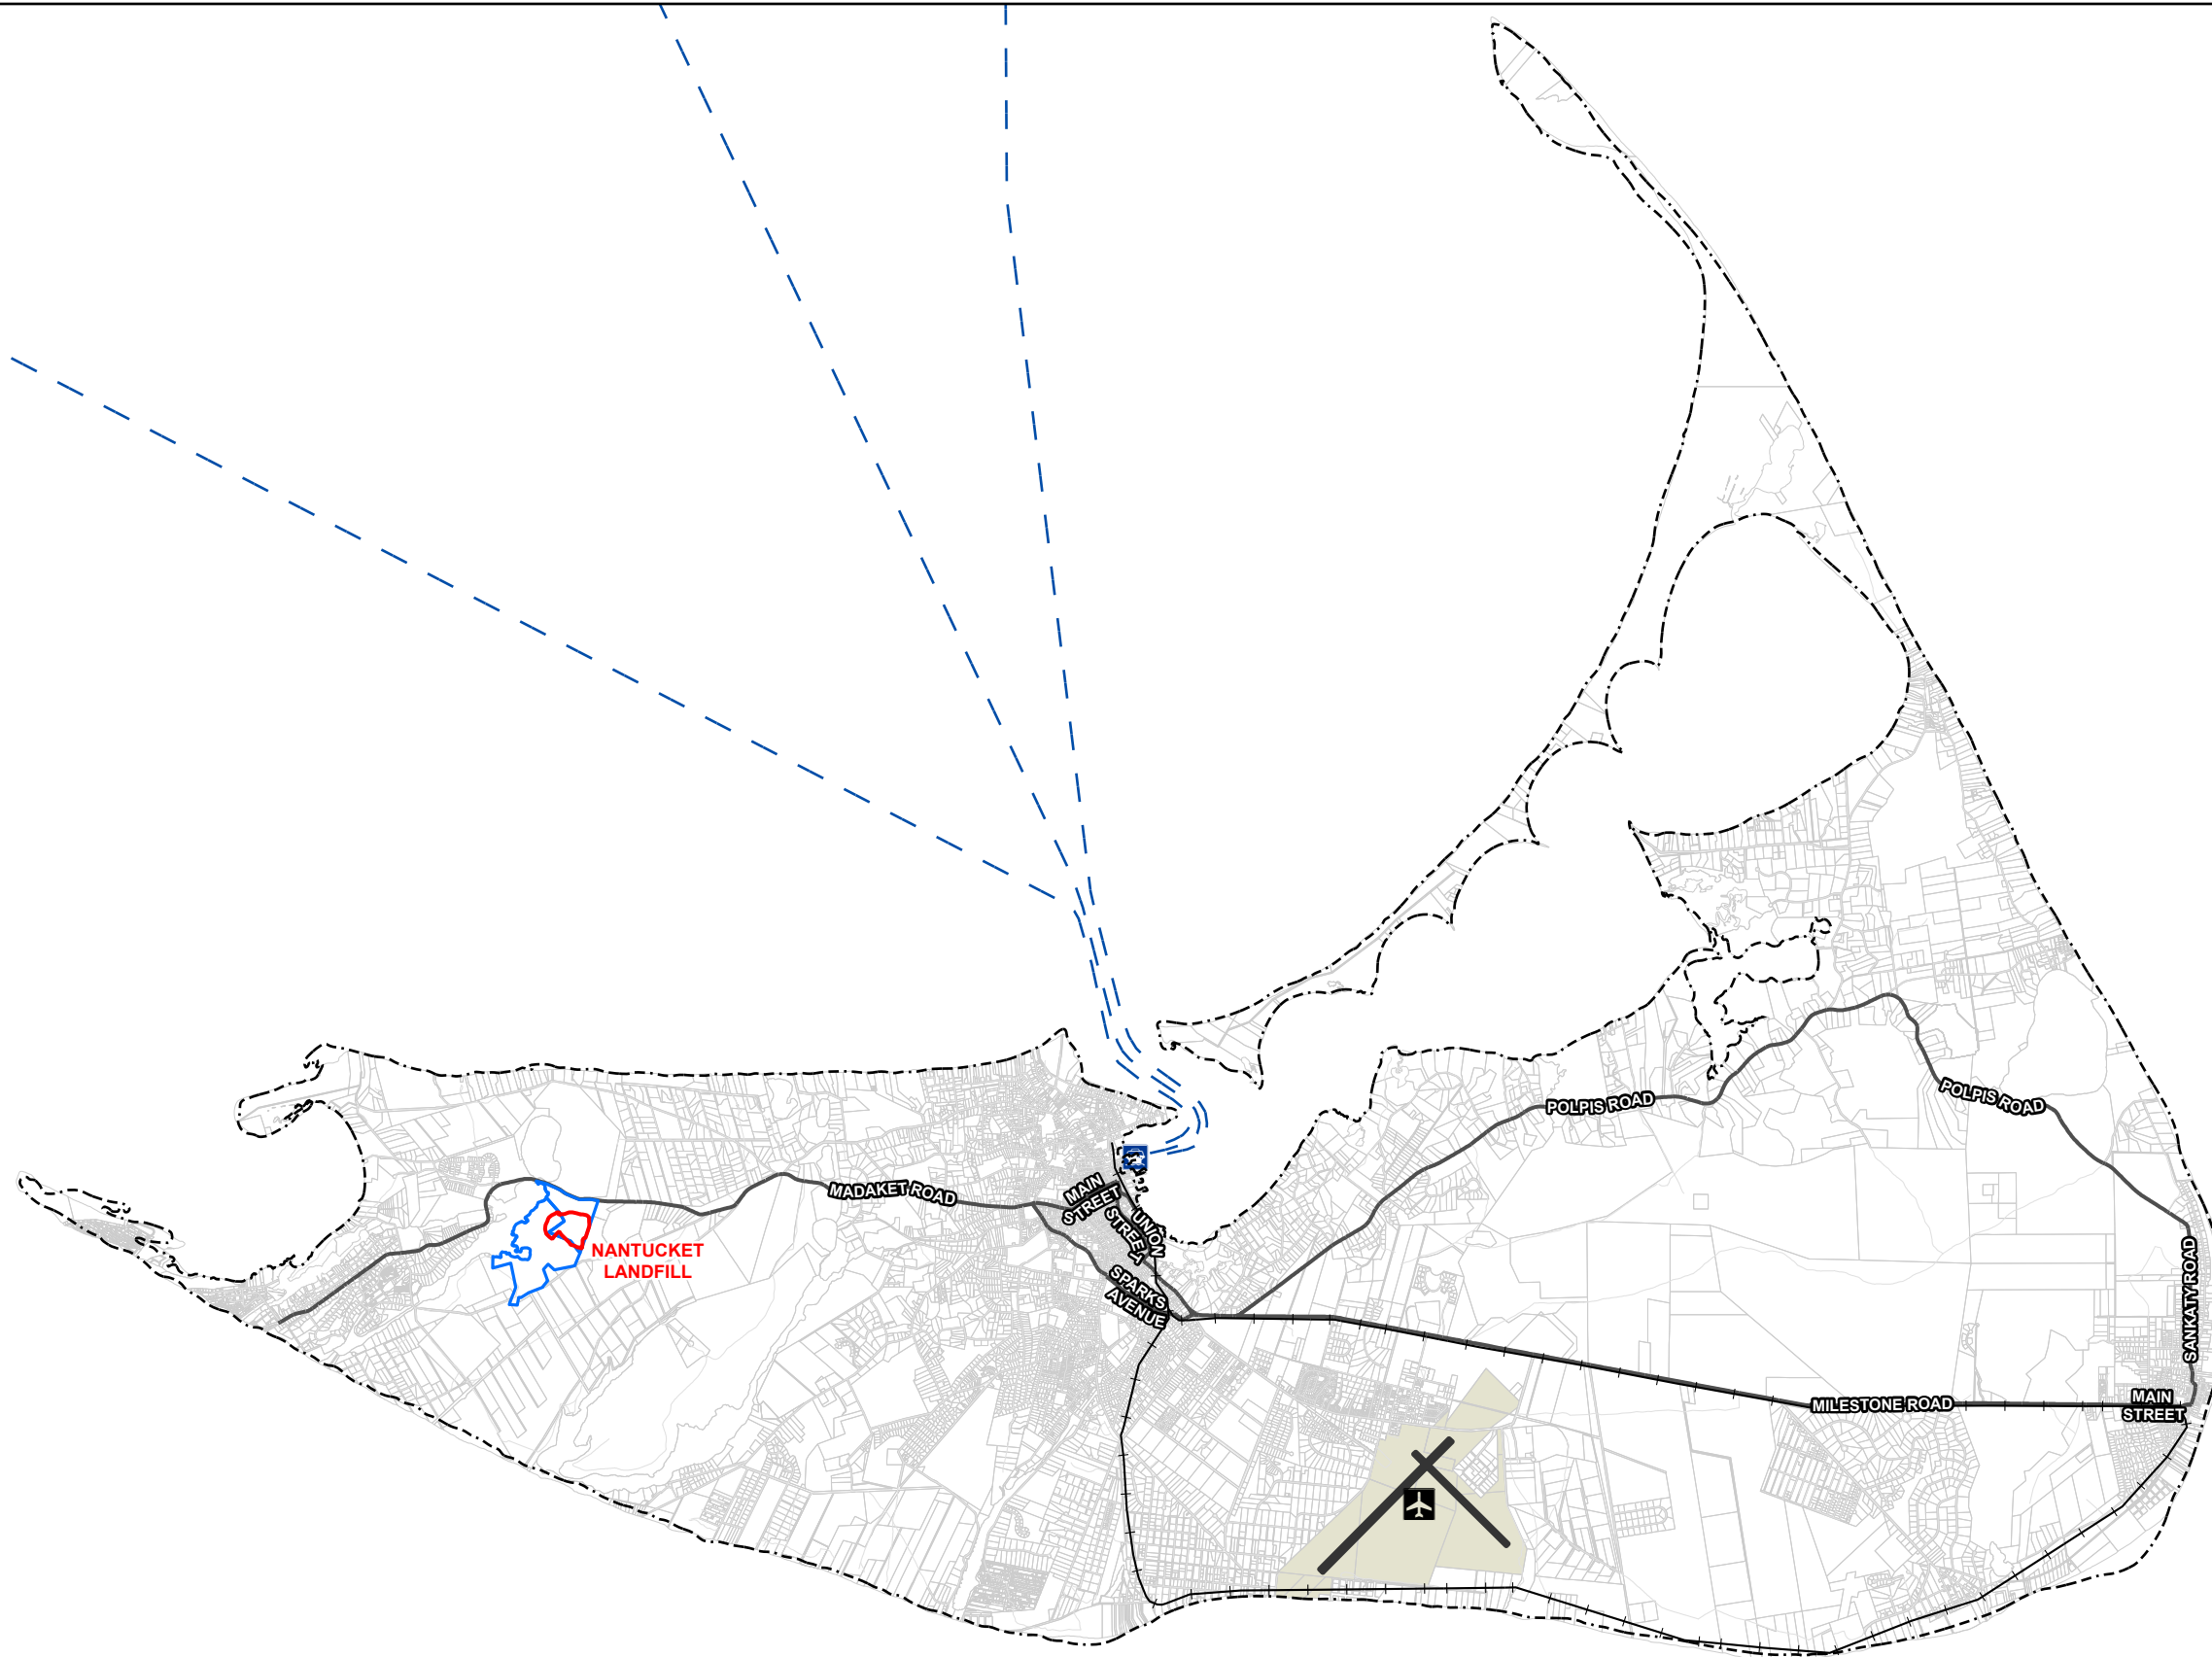 POLPIS ROAD
POLPIS ROAD
MADAKET ROAD
MAIN
STREET
UNION
STREET
NANTUCKET
LANDFILL
SPARKS
AVENUE
SANKATY ROAD
MILESTONE ROAD
MAIN
STREET